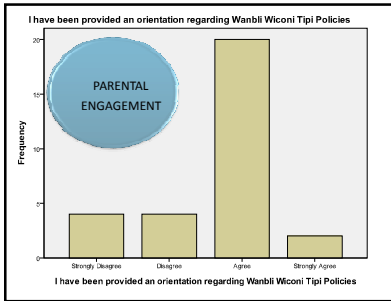 I have been provided an orientation regarding Wanbli Wiconi Tipi Policies
PARENTAL
ENGAGEMENT
Frequency
20
15
10
5
0
Strongly Disagree
Disagree
Agree
Strongly Agree
I have been provided an orientation regarding Wanbli Wiconi Tipi Policies